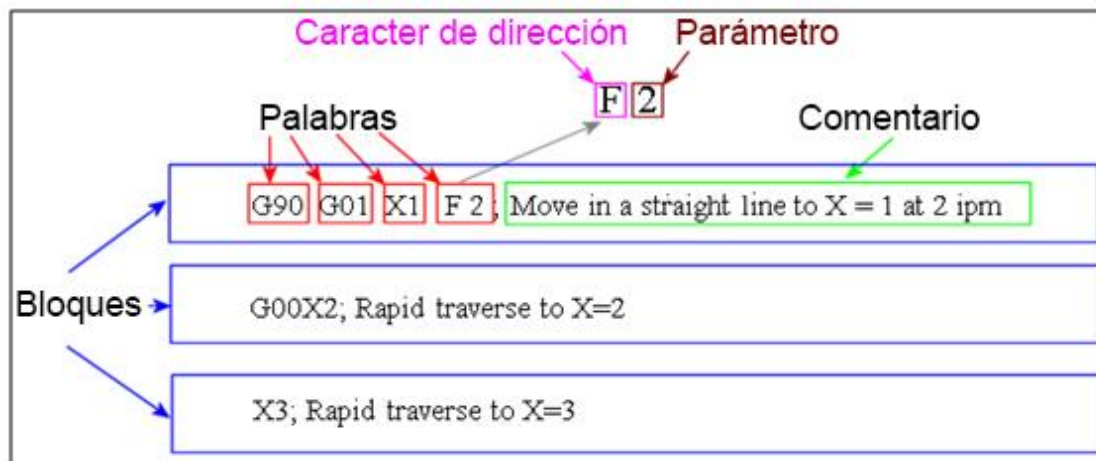 Caracter de dirección Parámetro
F 2
Palabras Comentario
G90 G01 X1 F 2; Move in a straight line to X = 1 at 2 ipm
Bloques
G00X2; Rapid traverse to X=2
X3; Rapid traverse to X=3